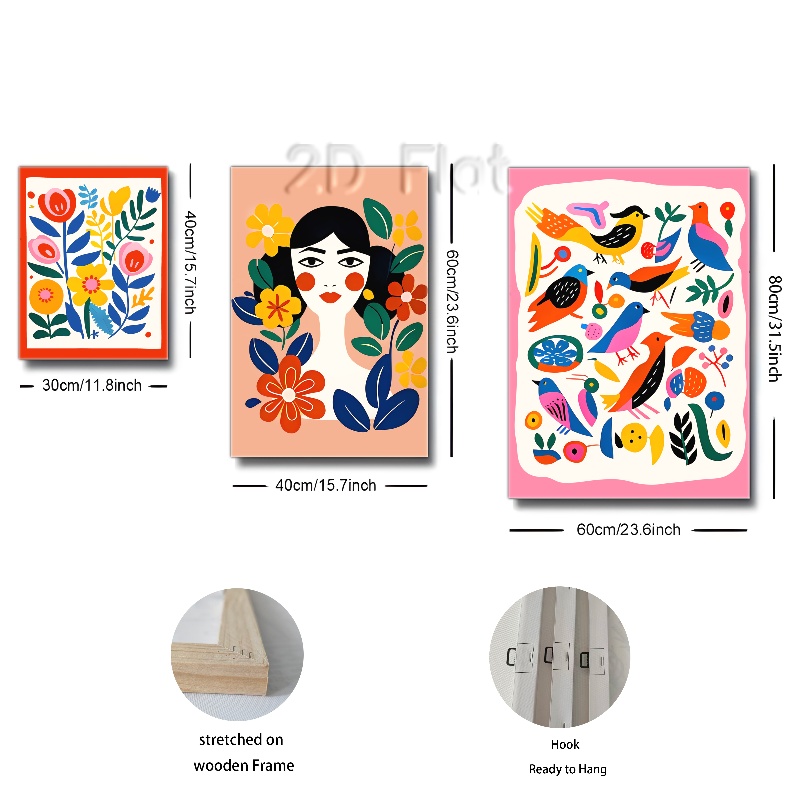 2D Flat
40cm/15.7inch
30cm/11.8inch
60cm/23.6inch
40cm/15.7inch
80cm/31.5inch
60cm/23.6inch
stretched on
wooden Frame
Hook
Ready to Hang